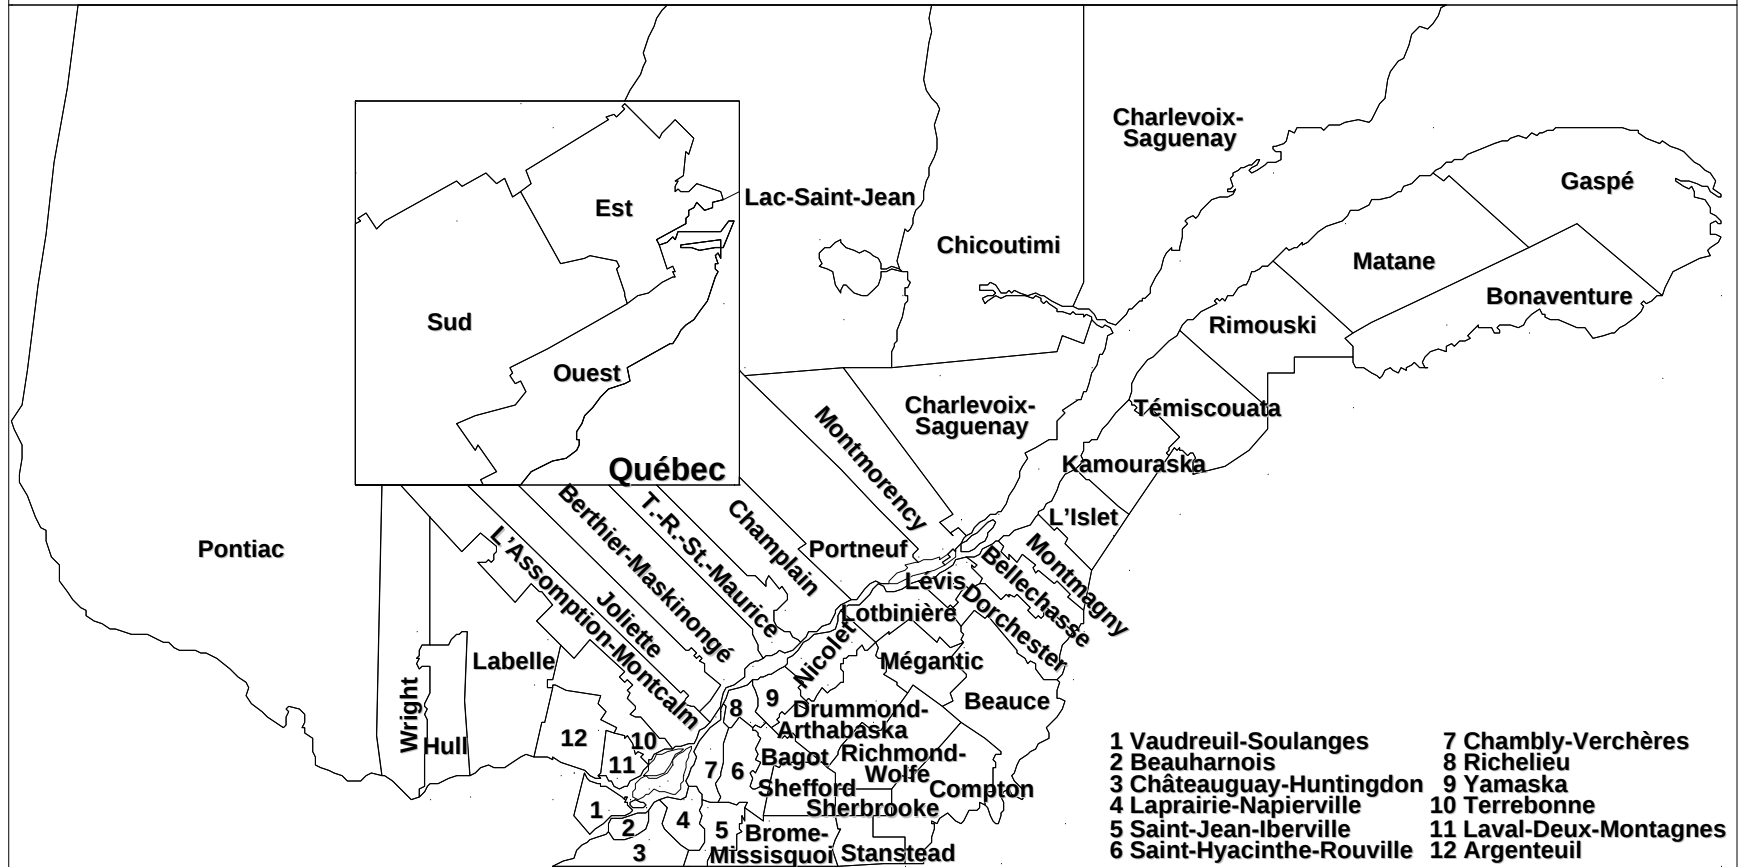 Charlevoix-
Saguenay
Gaspé
Lac-Saint-Jean
Est
Chicoutimi
Matane
Bonaventure
Sud
Rimouski
Ouest
Charlevoix-
Saguenay
Témiscouata
Montmorency
Québec
Kamouraska
L'Islet
Pontiac
Portneuf
Champlain
T.-R.-St.-Maurice
Berthier-Maskinongé
Joliette
L'Assomption-Montcalm
Montmagny
Bellechasse
Dorchester
Lévis
Lotbinière
Nicolet
Mégantic
Beauce
Labelle
Wright
Hull
12
10
11
8
9
Drummond-
Arthabaska
Bagot
Richmond-
Wolfe
7
6
Shefford
Sherbrooke
Compton
1
2
3
4
5
Brome-
Missisquoi
Stanstead
1 Vaudreuil-Soulanges
2 Beauharnois
3 Châteauguay-Huntingdon
4 Laprairie-Napierville
5 Saint-Jean-Iberville
6 Saint-Hyacinthe-Rouville
7 Chambly-Verchères
8 Richelieu
9 Yamaska
10 Terrebonne
11 Laval-Deux-Montagnes
12 Argenteuil